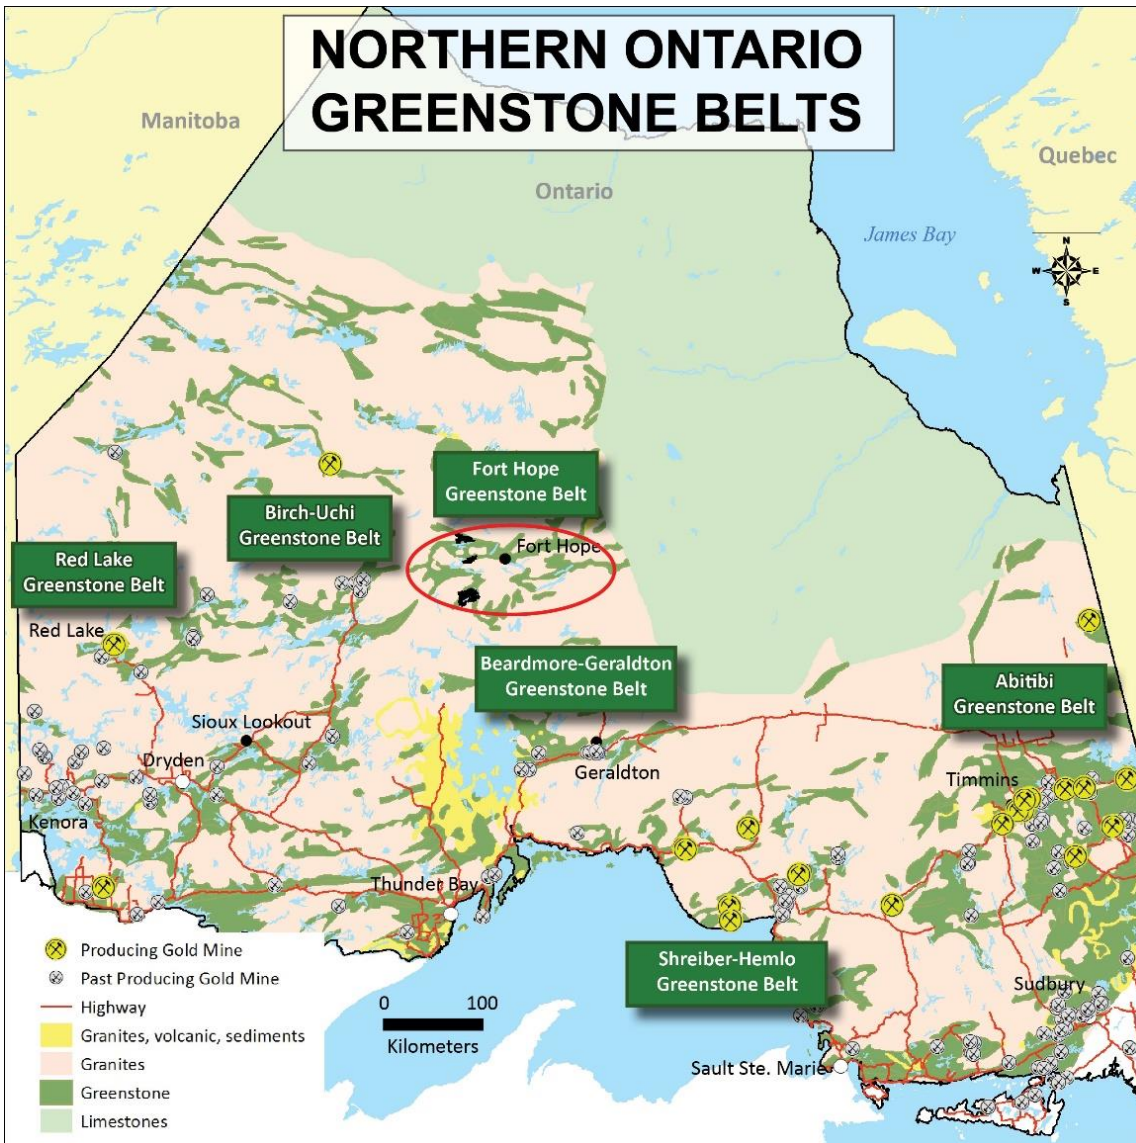 NORTHERN ONTARIO
GREENSTONE BELTS
Manitoba
Quebec
Ontario
James Bay
N
W
E
S
Fort Hope
Greenstone Belt
Birch-Uchi
Greenstone Belt
Fort Hope
Red Lake
Greenstone Belt
Red Lake
Beardmore-Geraldton
Greenstone Belt
Abitibi
Greenstone Belt
Sioux Lookout
Dryden
Geraldton
Timmins
Kenora
Thunder Bay
Shreiber-Hemlo
Greenstone Belt
Sudbury
Sault Ste. Marie
Producing Gold Mine
Past Producing Gold Mine
Highway
Granites, volcanic, sediments
Granites
Greenstone
Limestones
0 100
Kilometers